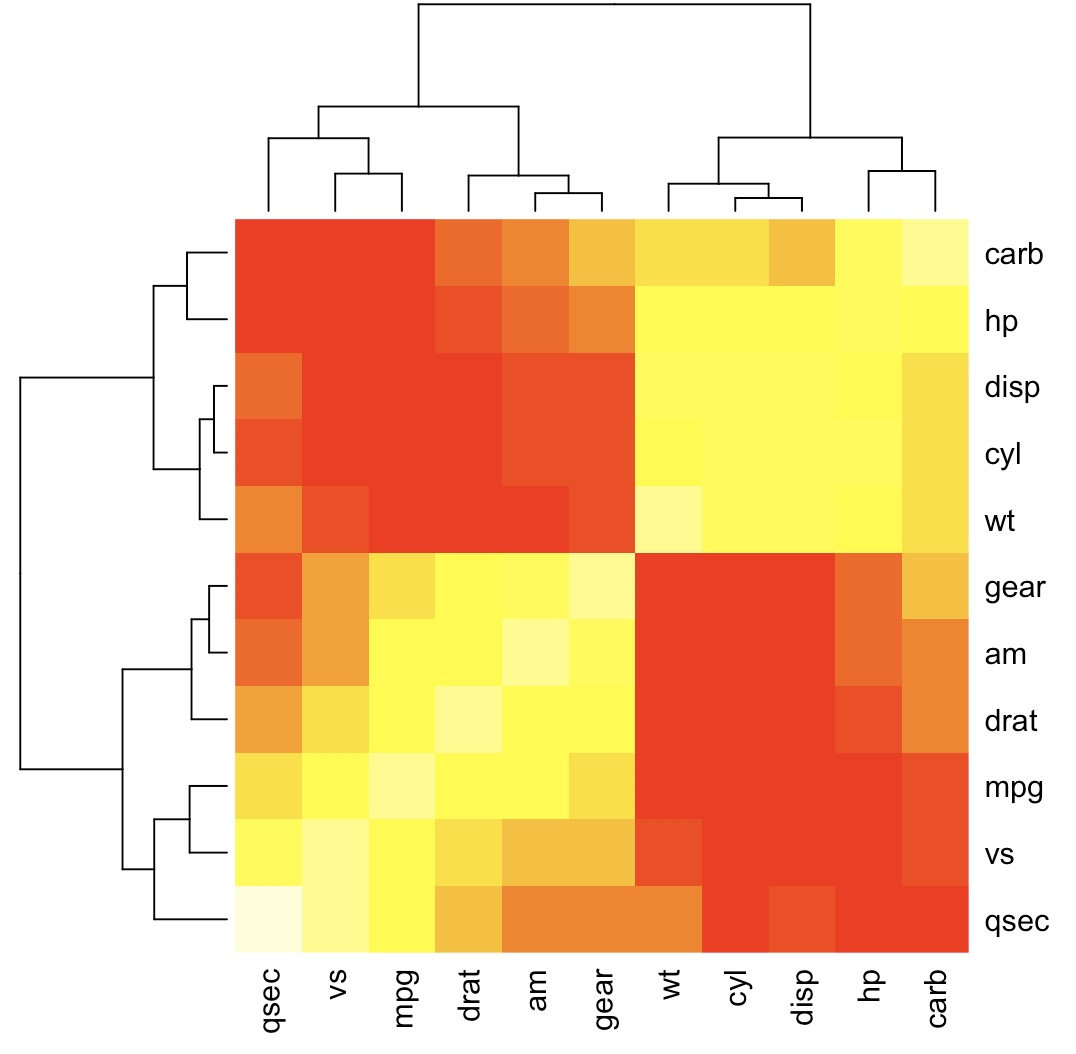 carb
hp
disp
cyl
wt
gear
am
drat
mpg
vs
qsec
qsec vs mpg drat am gear wt cyl disp hp carb